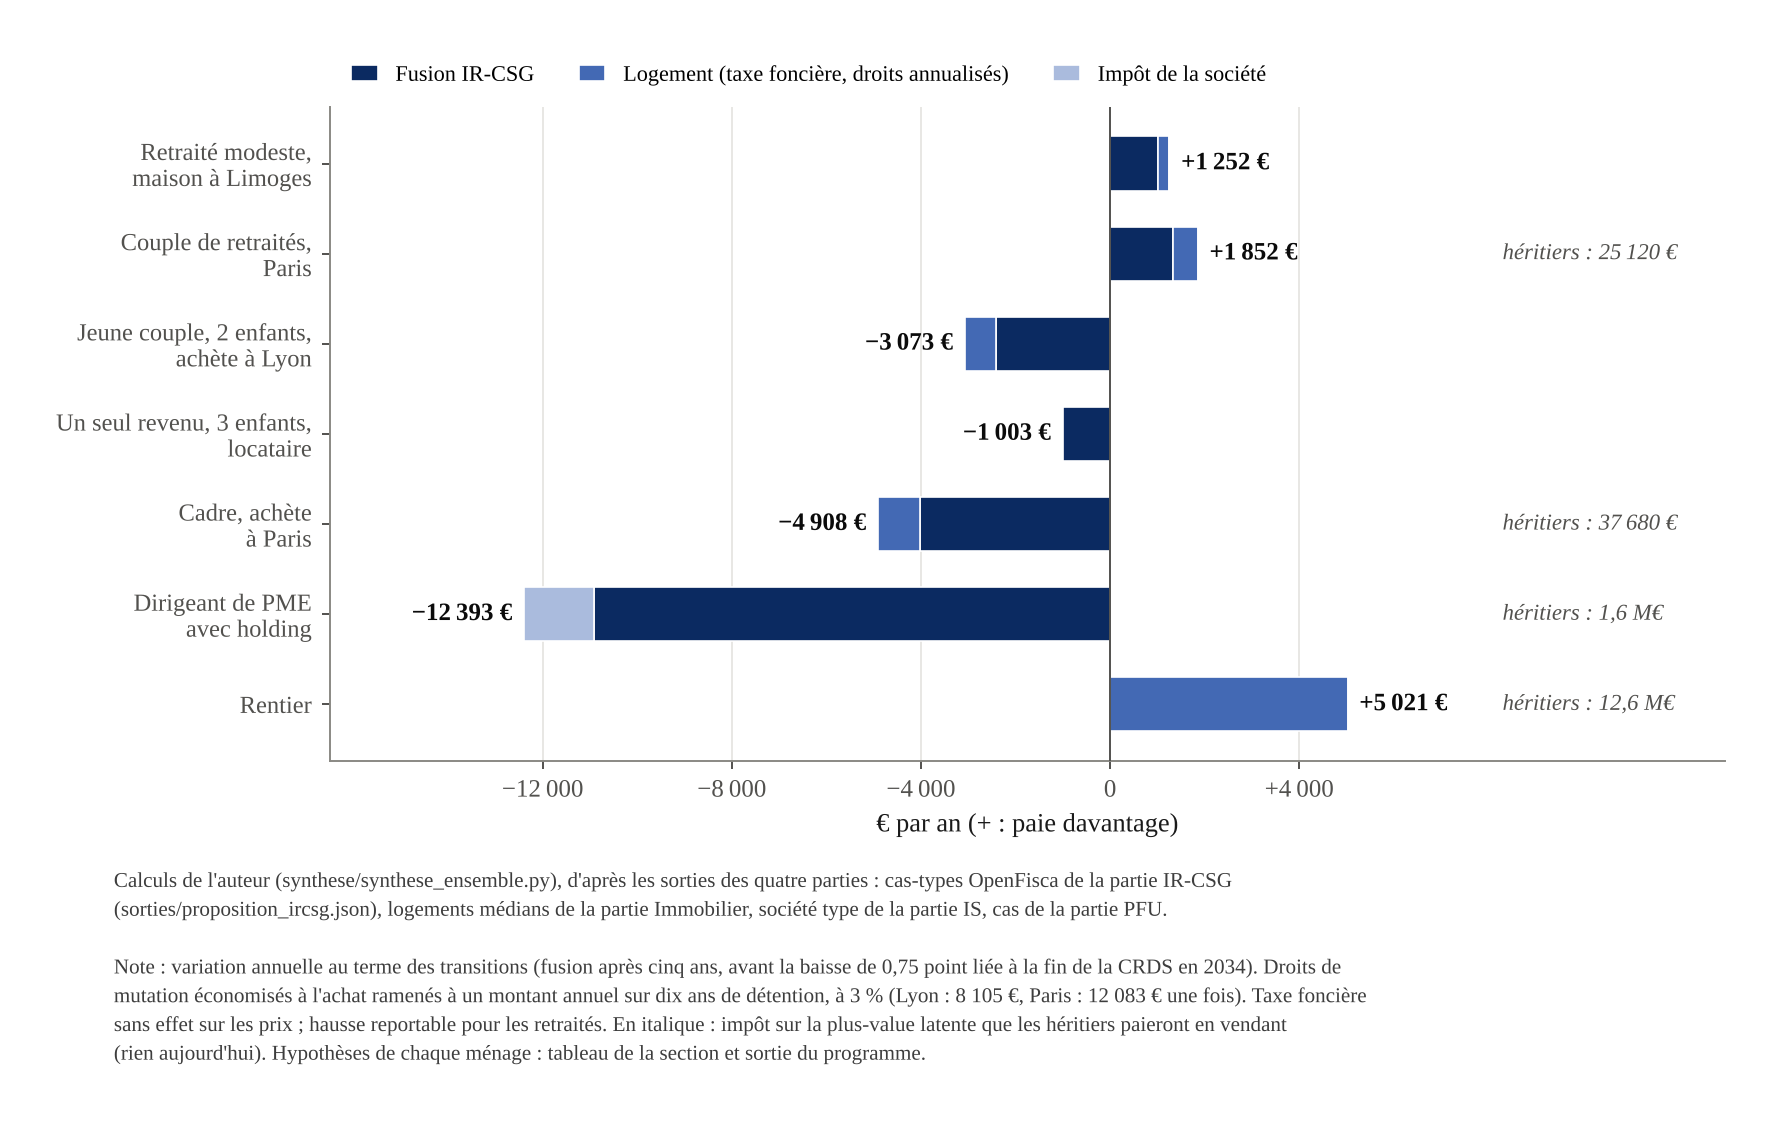 Fusion IR-CSG
Logement (taxe foncière, droits annualisés)
Impôt de la société
Retraité modeste,
maison à Limoges
+1 252 €
Couple de retraités,
Paris
+1 852 €
héritiers : 25 120 €
Jeune couple, 2 enfants,
achète à Lyon
−3 073 €
Un seul revenu, 3 enfants,
locataire
−1 003 €
Cadre, achète
à Paris
−4 908 €
héritiers : 37 680 €
Dirigeant de PME
avec holding
−12 393 €
héritiers : 1,6 M€
Rentier
+5 021 €
héritiers : 12,6 M€
−12 000
−8 000
−4 000
0
+4 000
€ par an (+ : paie davantage)
Calculs de l'auteur (synthese/synthese_ensemble.py), d'après les sorties des quatre parties : cas-types OpenFisca de la partie IR-CSG
(sorties/proposition_ircsg.json), logements médians de la partie Immobilier, société type de la partie IS, cas de la partie PFU.
Note : variation annuelle au terme des transitions (fusion après cinq ans, avant la baisse de 0,75 point liée à la fin de la CRDS en 2034). Droits de
mutation économisés à l'achat ramenés à un montant annuel sur dix ans de détention, à 3 % (Lyon : 8 105 €, Paris : 12 083 € une fois). Taxe foncière
sans effet sur les prix ; hausse reportable pour les retraités. En italique : impôt sur la plus-value latente que les héritiers paieront en vendant
(rien aujourd'hui). Hypothèses de chaque ménage : tableau de la section et sortie du programme.